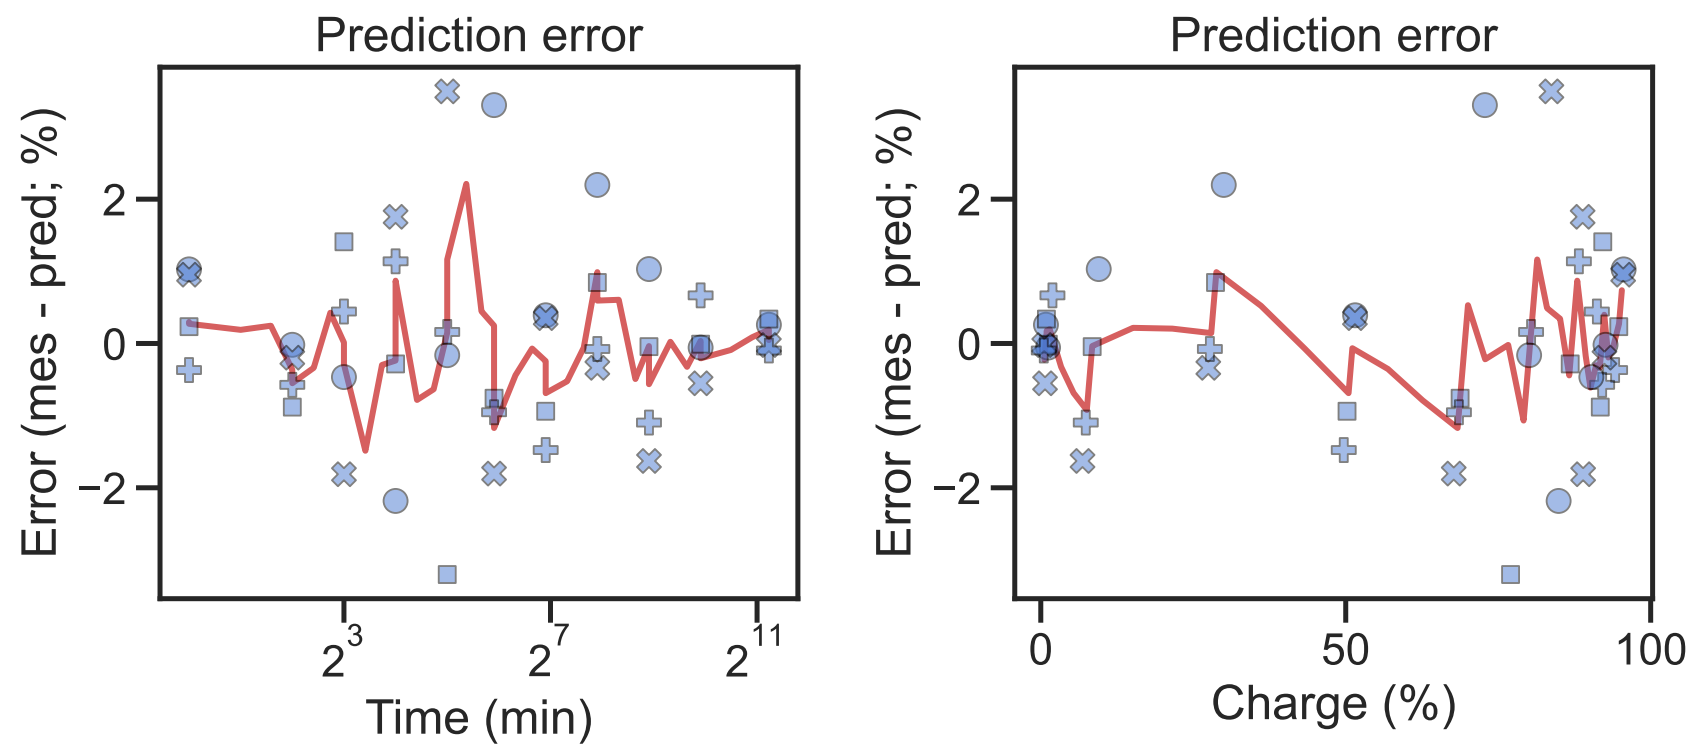 Prediction error
Error (mes - pred; %)
2
0
−2
2^3
2^7
2^11
Time (min)
Prediction error
Error (mes - pred; %)
2
0
−2
0
50
100
Charge (%)